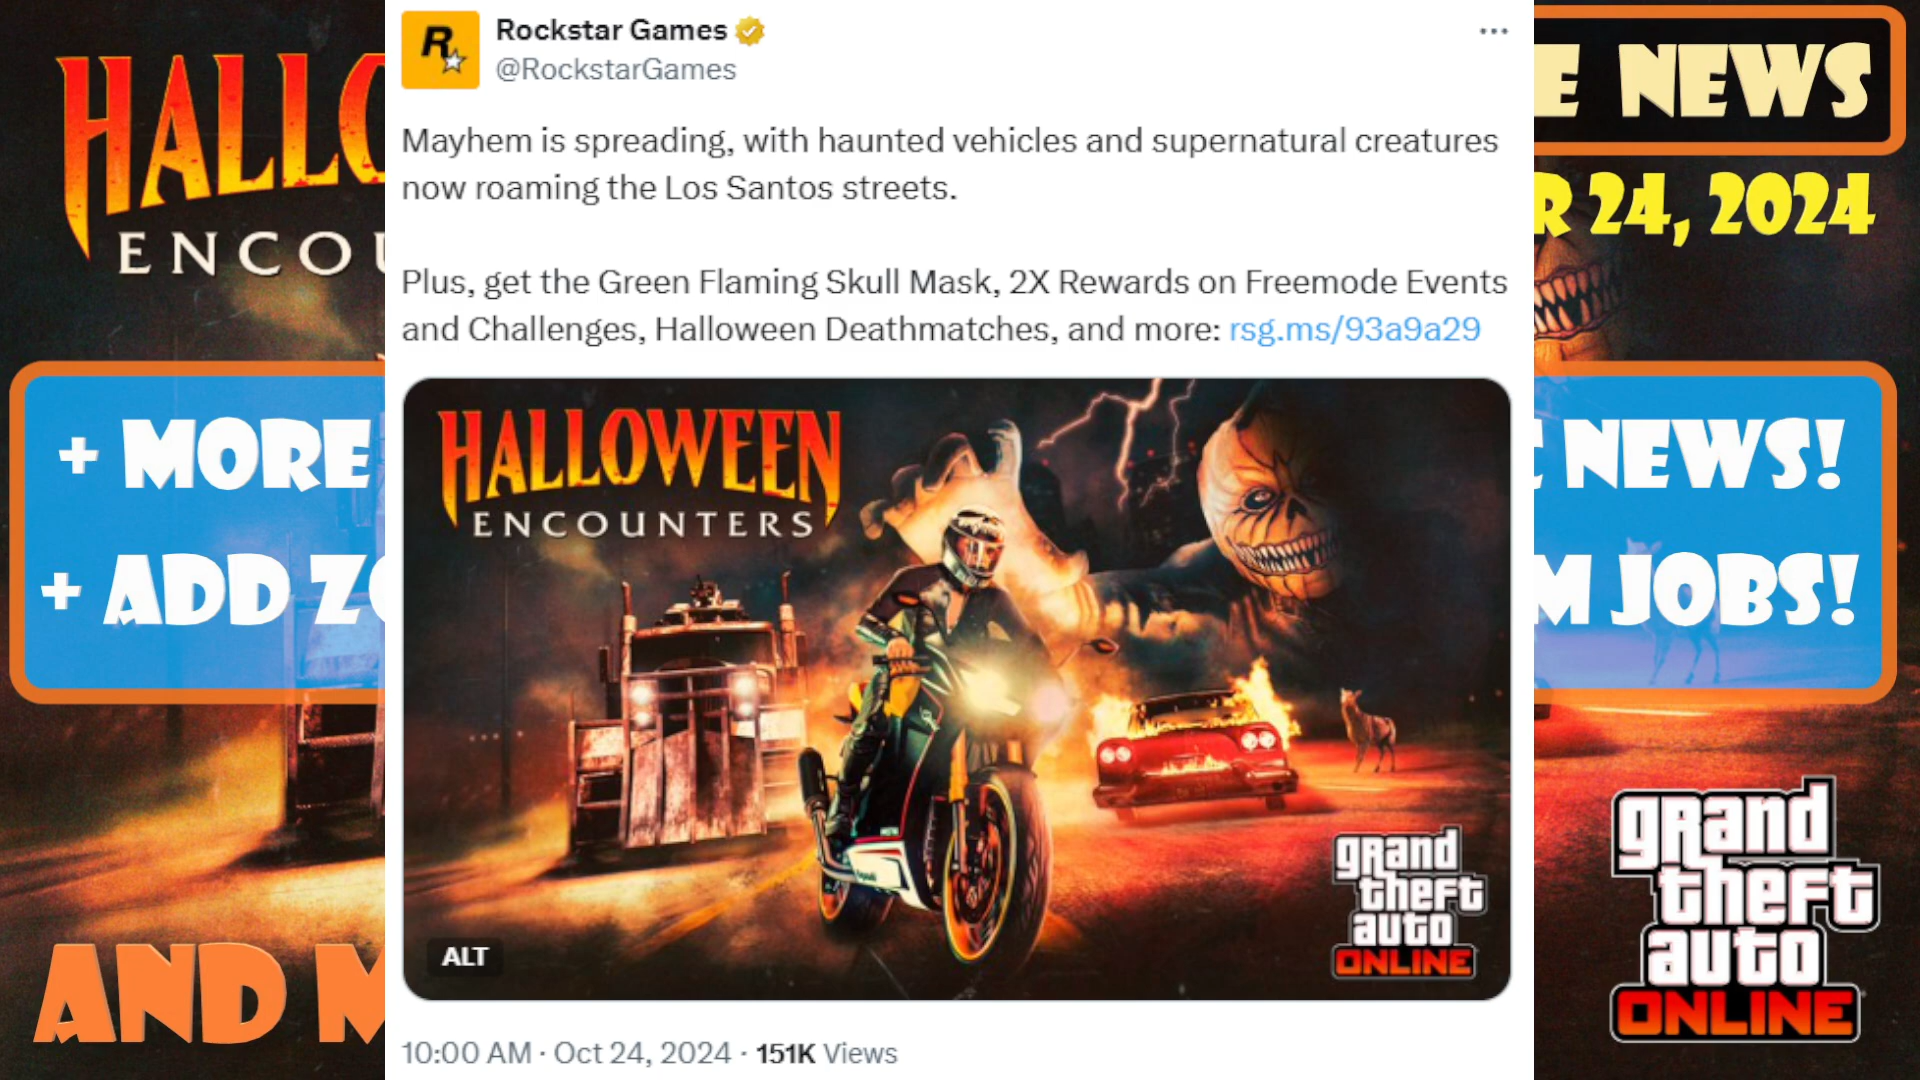 HALLO
ENCOU
+ MORE
+ ADD ZO
AND M
R
Rockstar Games
@RockstarGames
...
Mayhem is spreading, with haunted vehicles and supernatural creatures
now roaming the Los Santos streets.
Plus, get the Green Flaming Skull Mask, 2X Rewards on Freemode Events
and Challenges, Halloween Deathmatches, and more: rsg.ms/93a9a29
HALLOWEEN
ENCOUNTERS
grand
theft
auto
ONLINE
ALT
10:00 AM · Oct 24, 2024 · 151K Views
E NEWS
R 24, 2024
E NEWS!
M JOBS!
grand
theft
auto
ONLINE